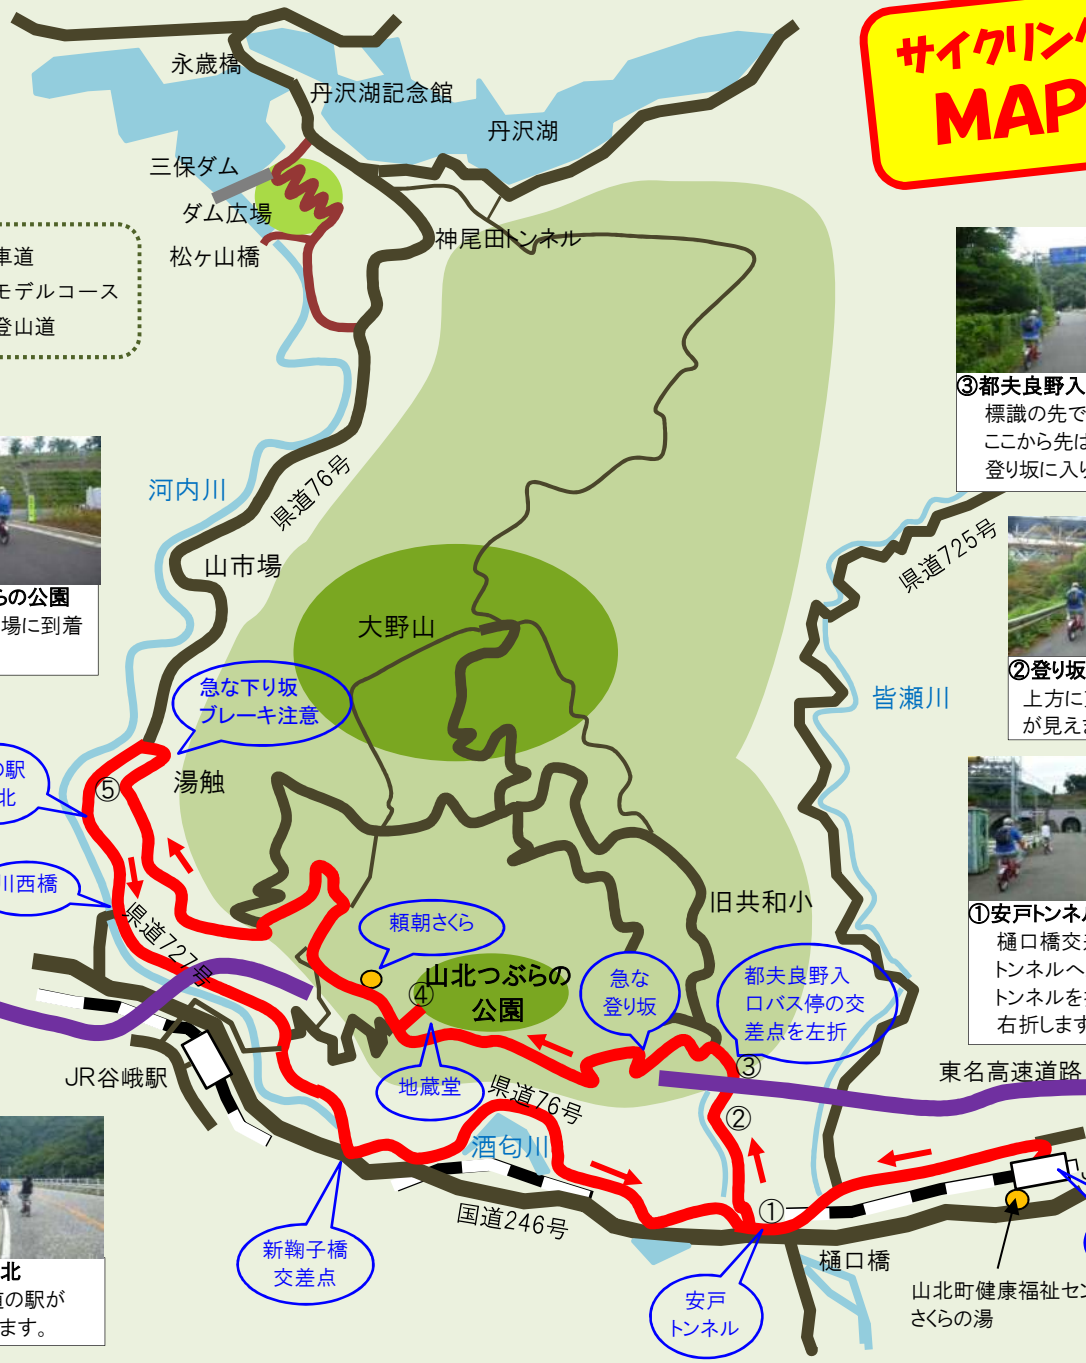 サイクリング
MAP
永歳橋
丹沢湖記念館
丹沢湖
三保ダム
ダム広場
松ヶ山橋
神尾田トンネル
車道
モデルコース
登山道
③都夫良野入
標識の先で
ここから先は
登り坂に入り
河内川
県道76号
山市場
県道725号
らの公園
場に到着
大野山
②登り坂
上方に
が見えま
皆瀬川
急な下り坂
ブレーキ注意
の駅
北
⑤
湯触
川西橋
県道727号
旧共和小
①安戸トンネル
樋口橋交
トンネルへ
トンネルを
右折します
頼朝さくら
山北つぶらの
公園
④
急な
登り坂
都夫良野入
口バス停の交
差点を左折
JR谷峨駅
地蔵堂
県道76号
③
東名高速道路
②
酒匂川
国道246号
①
J
新鞠子橋
交差点
樋口橋
安戸
トンネル
山北町健康福祉セン
さくらの湯
北
道の駅が
ます。